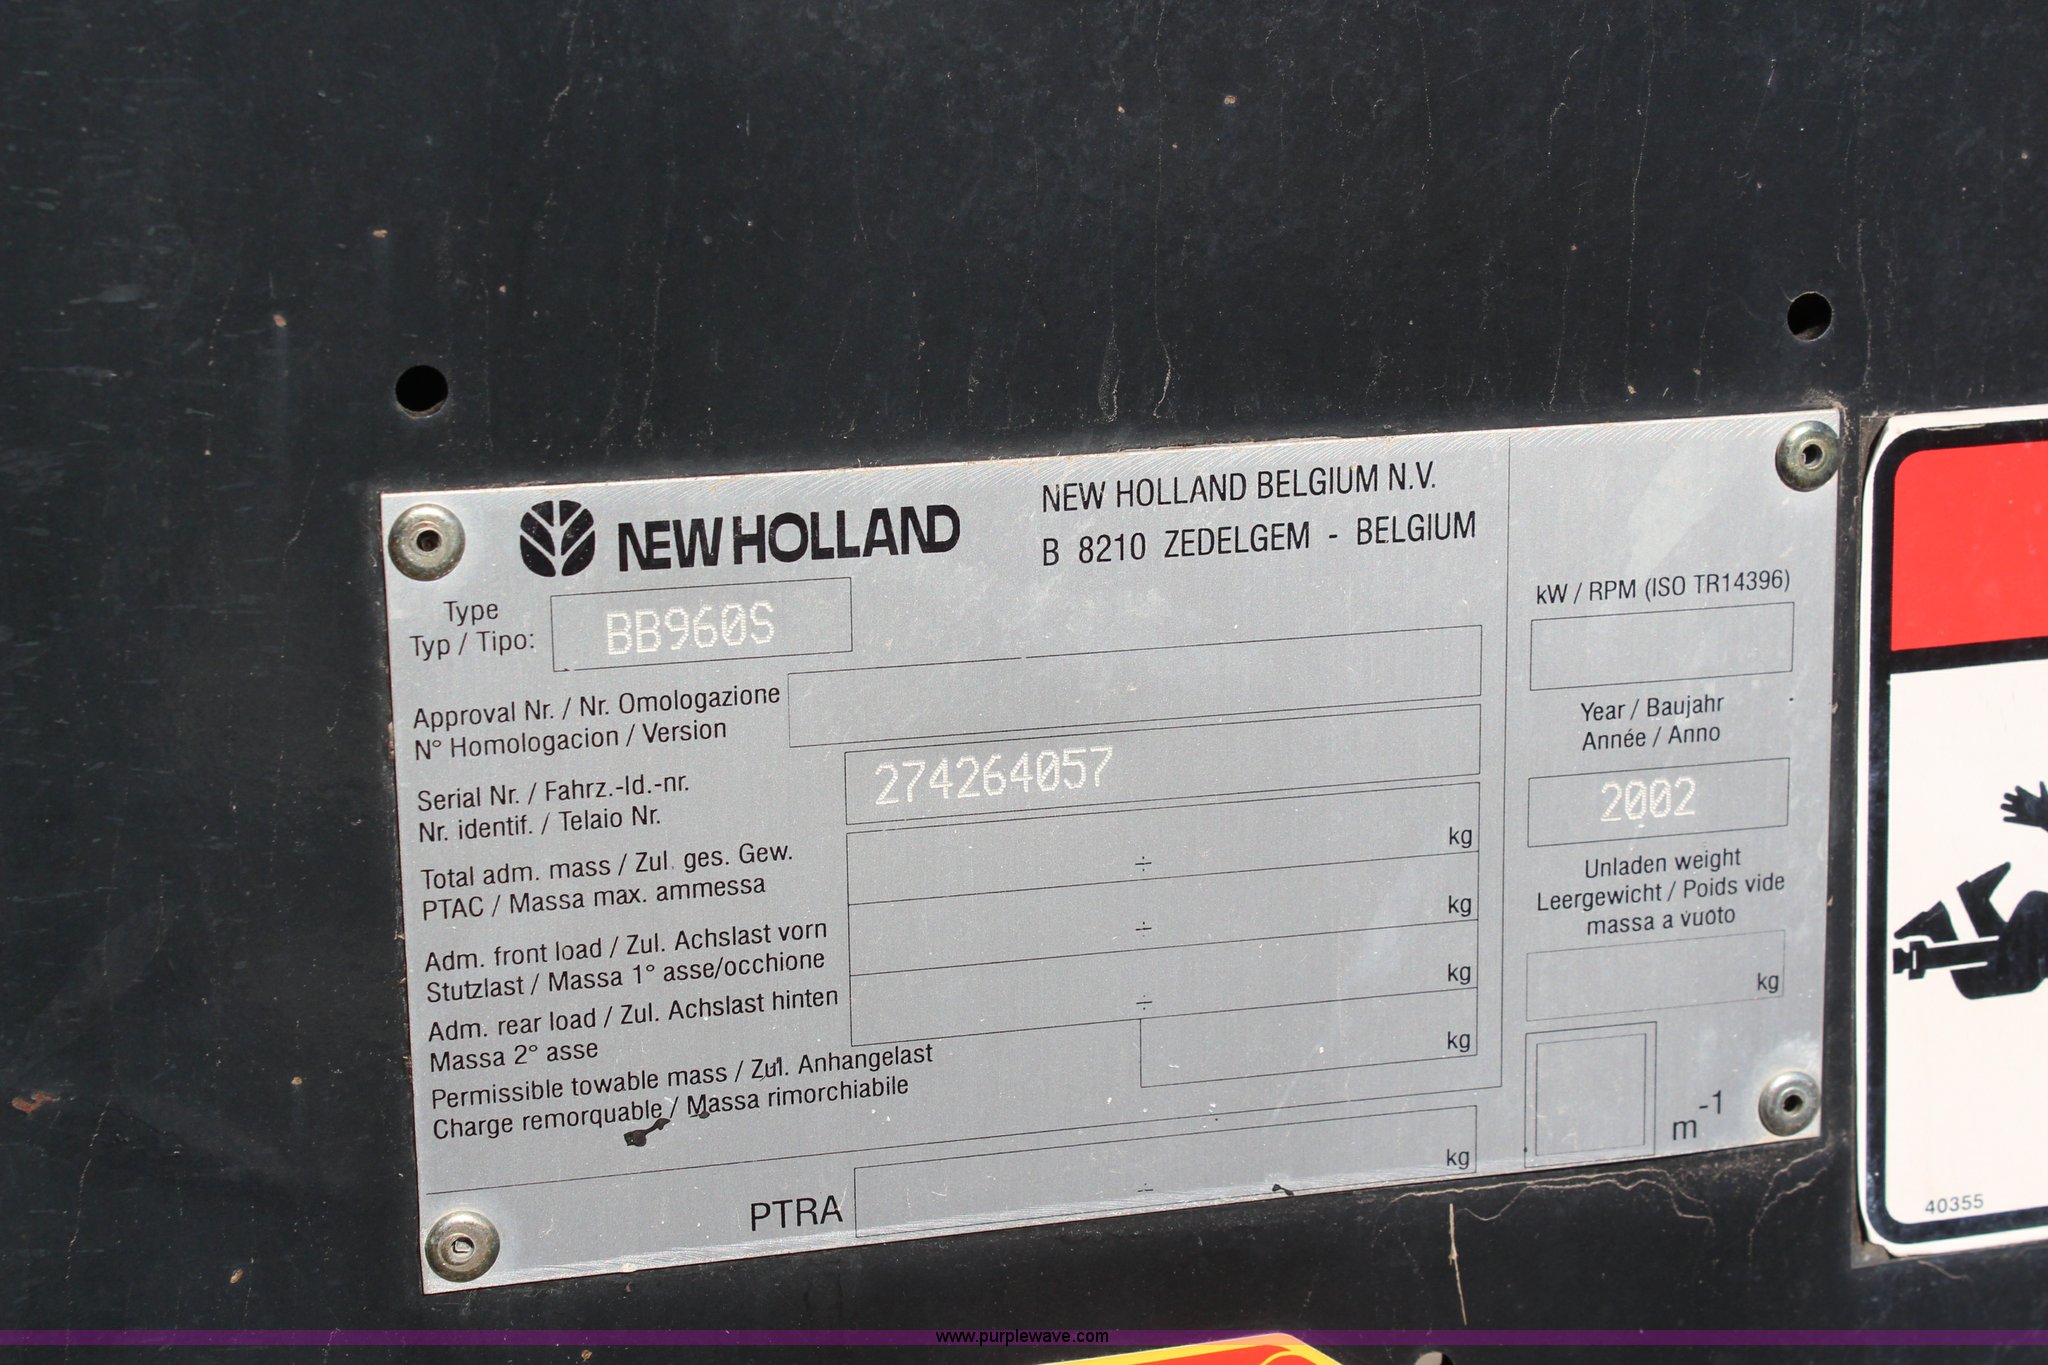 NEW HOLLAND
NEW HOLLAND BELGIUM N.V.
B 8210 ZEDELGEM - BELGIUM
Type
Typ / Tipo:
BB960S
Approval Nr. / Nr. Omologazione
N° Homologacion / Version
Serial Nr. / Fahrz.-Id.-nr.
Nr. identif. / Telaio Nr.
274264057
Total adm. mass / Zul. ges. Gew.
PTAC / Massa max. ammessa
÷ kg
Adm. front load / Zul. Achslast vorn
Stutzlast / Massa 1° asse/occhione
÷ kg
Adm. rear load / Zul. Achslast hinten
Massa 2° asse
÷ kg
Permissible towable mass / Zul. Anhangelast
Charge remorquable / Massa rimorchiabile
kg
PTRA
÷ kg
kW / RPM (ISO TR14396)
Year / Baujahr
Année / Anno
2002
Unladen weight
Leergewicht / Poids vide
massa a vuoto
kg
m-1
40355
www.purplewave.com